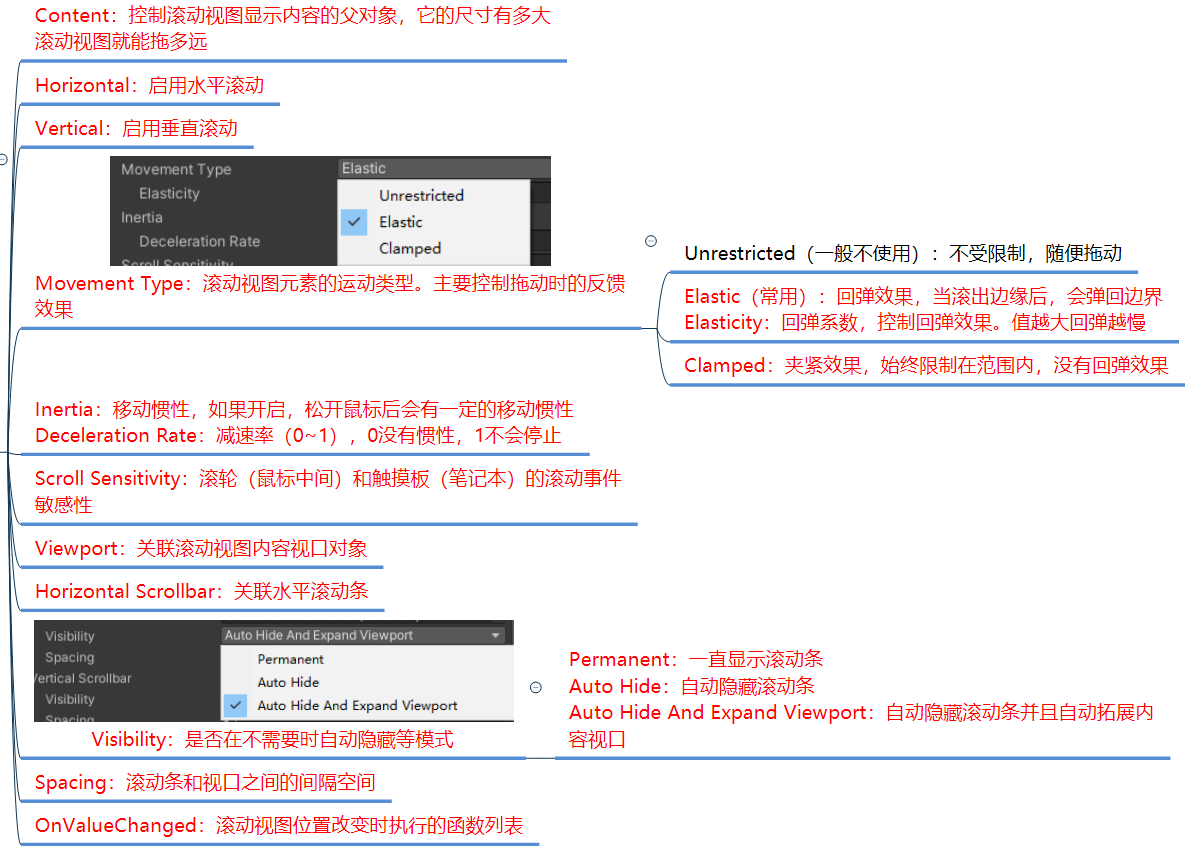 Content：控制滚动视图显示内容的父对象，它的尺寸有多大
滚动视图就能拖多远
Horizontal：启用水平滚动
Vertical：启用垂直滚动
Movement Type
Elastic
Elasticity
Unrestricted
Inertia
Elastic
Deceleration Rate
Clamped
Scroll Sensitivity
Movement Type：滚动视图元素的运动类型。主要控制拖动时的反馈
效果
Unrestricted（一般不使用）：不受限制，随便拖动
Elastic（常用）：回弹效果，当滚出边缘后，会弹回边界
Elasticity：回弹系数，控制回弹效果。值越大回弹越慢
Clamped：夹紧效果，始终限制在范围内，没有回弹效果
Inertia：移动惯性，如果开启，松开鼠标后会有一定的移动惯性
Deceleration Rate：减速率（0~1），0没有惯性，1不会停止
Scroll Sensitivity：滚轮（鼠标中间）和触摸板（笔记本）的滚动事件
敏感性
Viewport：关联滚动视图内容视口对象
Horizontal Scrollbar：关联水平滚动条
Visibility
Auto Hide And Expand Viewport
Spacing
Permanent
Vertical Scrollbar
Auto Hide
Visibility
Auto Hide And Expand Viewport
Spacing
Visibility：是否在不需要时自动隐藏等模式
Permanent：一直显示滚动条
Auto Hide：自动隐藏滚动条
Auto Hide And Expand Viewport：自动隐藏滚动条并且自动拓展内
容视口
Spacing：滚动条和视口之间的间隔空间
OnValueChanged：滚动视图位置改变时执行的函数列表